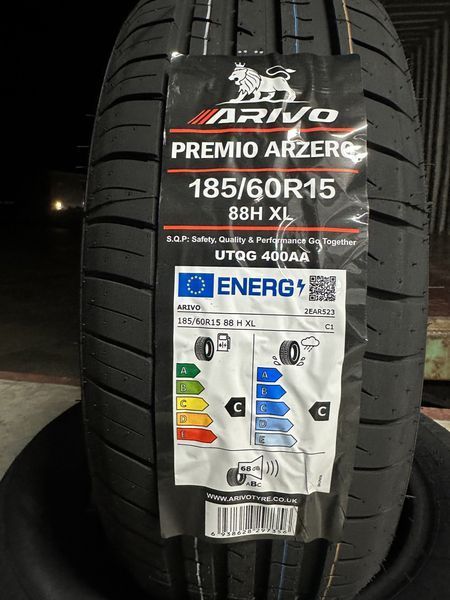 ARIVO
PREMIO ARZERO
185/60R15
88H XL
S.Q.P: Safety, Quality & Performance Go Together
UTQG 400AA
ENERG
ARIVO 2EAR523
185/60R15 88 H XL C1
A A
B B
C C C C
D D
E E
68 dB
ABC
WWW.ARIVOTYRE.CO.UK